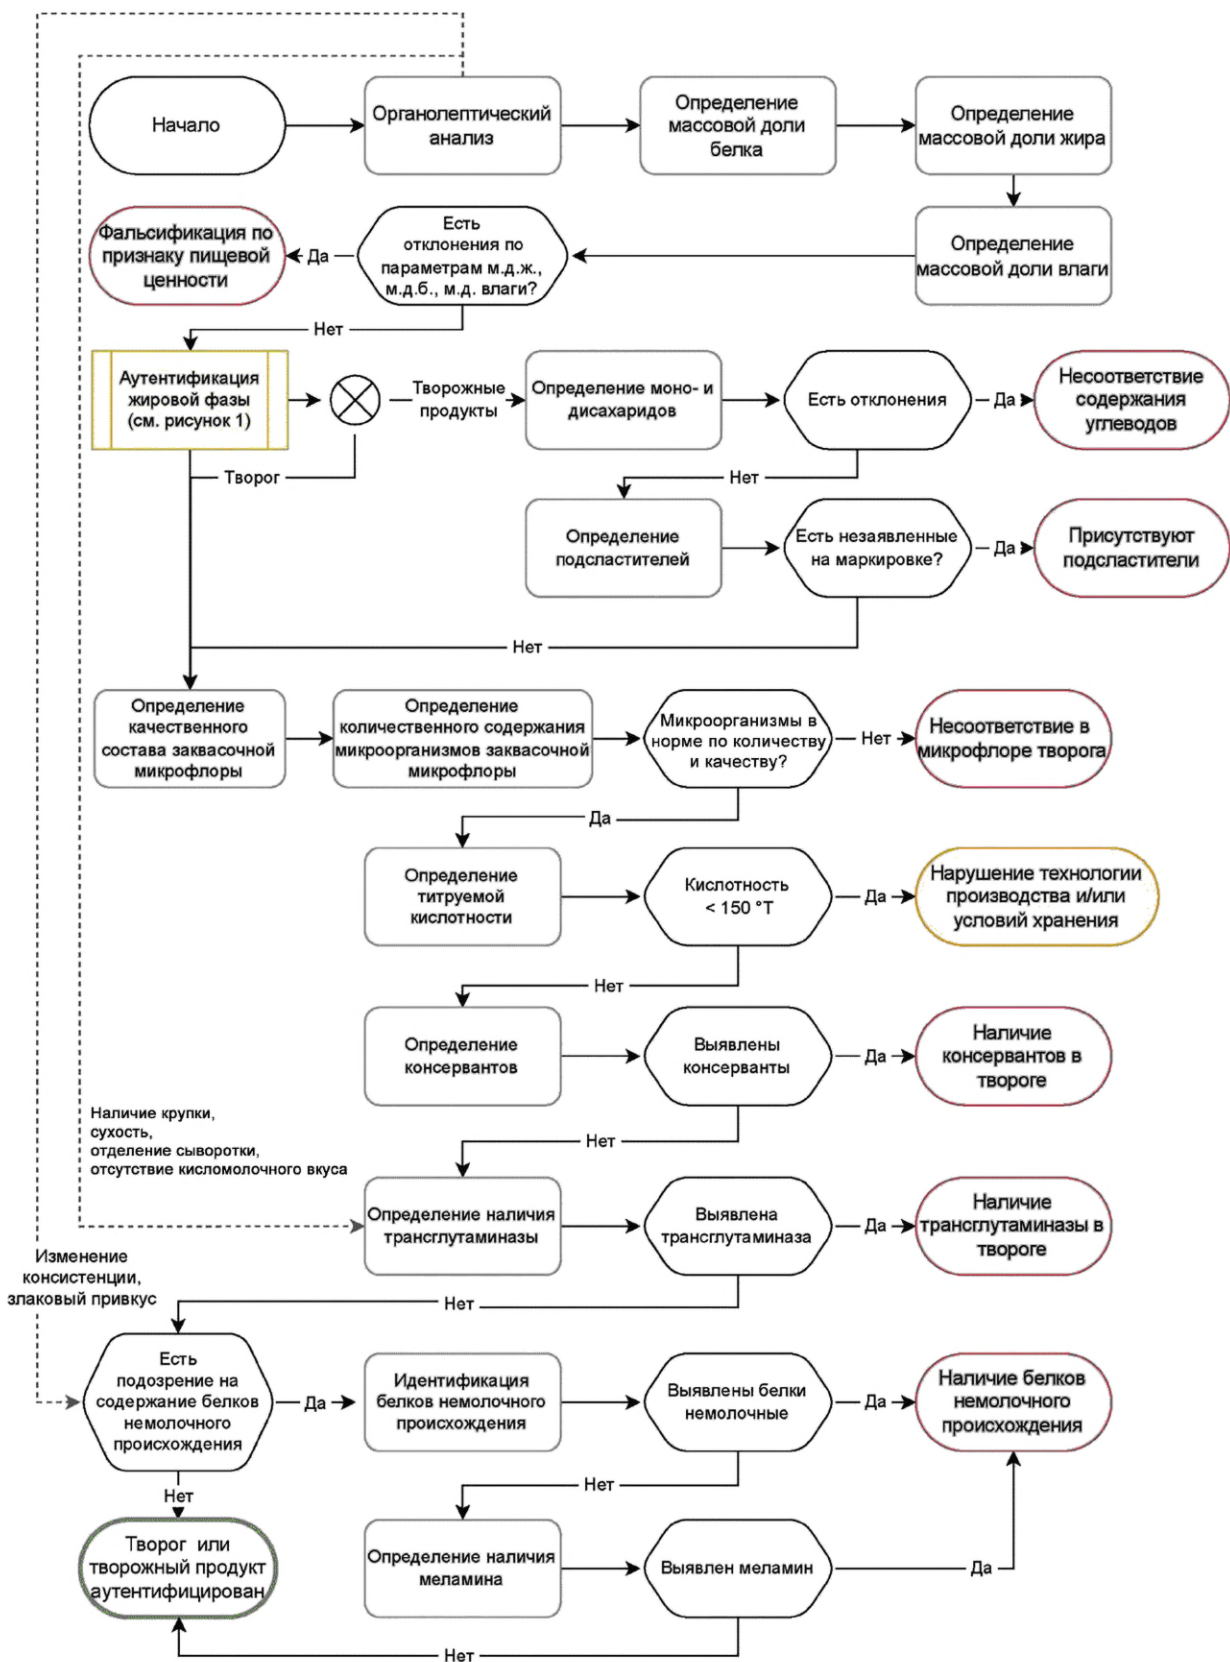 Начало
Органолептический
анализ
Определение
массовой доли
белка
Определение
массовой доли жира
Фальсификация по
признаку пищевой
ценности
Да
Есть
отклонения по
параметрам м.д.ж.,
м.д.б., м.д. влаги?
Определение
массовой доли влаги
Нет
Аутентификация
жировой фазы
(см. рисунок 1)
Творожные
продукты
Определение моно- и
дисахаридов
Есть отклонения
Да
Несоответствие
содержания
углеводов
Творог
Нет
Определение
подсластителей
Есть незаявленные
на маркировке?
Да
Присутствуют
подсластители
Нет
Определение
качественного
состава заквасочной
микрофлоры
Определение
количественного содержания
микроорганизмов заквасочной
микрофлоры
Микроорганизмы в
норме по количеству
и качеству?
Нет
Несоответствие в
микрофлоре творога
Да
Определение
титруемой
кислотности
Кислотность
< 150 °Т
Да
Нарушение технологии
производства и/или
условий хранения
Нет
Определение
консервантов
Выявлены
консерванты
Да
Наличие
консервантов в
твороге
Наличие крупки,
сухость,
отделение сыворотки,
отсутствие кисломолочного вкуса
Нет
Определение наличия
трансглутаминазы
Выявлена
трансглутаминаза
Да
Наличие
трансглутаминазы в
твороге
Изменение
консистенции,
злаковый привкус
Нет
Есть
подозрение на
содержание белков
немолочного
происхождения
Да
Идентификация
белков немолочного
происхождения
Выявлены белки
немолочные
Да
Наличие белков
немолочного
происхождения
Нет
Нет
Творог или
творожный продукт
аутентифицирован
Определение наличия
меламина
Выявлен меламин
Да
Нет